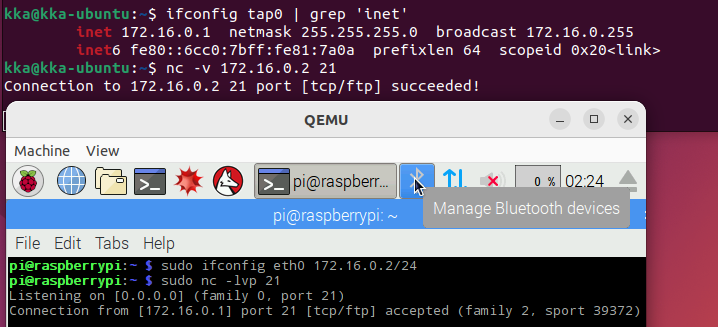 kka@kka-ubuntu:~$ ifconfig tap0 | grep 'inet'
inet 172.16.0.1 netmask 255.255.255.0 broadcast 172.16.0.255
inet6 fe80::6cc0:7bff:fe81:7a0a prefixlen 64 scopeid 0x20<link>
kka@kka-ubuntu:~$ nc -v 172.16.0.2 21
Connection to 172.16.0.2 21 port [tcp/ftp] succeeded!
QEMU
Machine View
pi@raspberr... 0 % 02:24
Manage Bluetooth devices
pi@raspberrypi: ~
File Edit Tabs Help
pi@raspberrypi:~ $ sudo ifconfig eth0 172.16.0.2/24
pi@raspberrypi:~ $ sudo nc -lvp 21
Listening on [0.0.0.0] (family 0, port 21)
Connection from [172.16.0.1] port 21 [tcp/ftp] accepted (family 2, sport 39372)